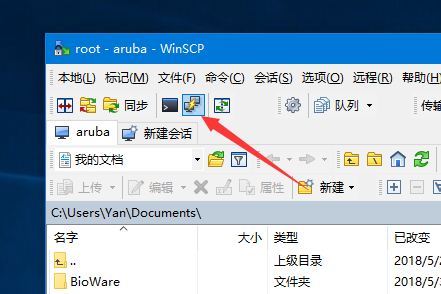 root - aruba - WinSCP
本地(L) 标记(M) 文件(F) 命令(C) 会话(S) 选项(O) 远程(R) 帮助(H)
同步 队列 传输
aruba 新建会话
我的文档
上传 编辑 属性 新建
C:\Users\Yan\Documents\
名字 大小 类型 已改变
.. 上级目录 2018/5/2
BioWare 文件夹 2018/5/3